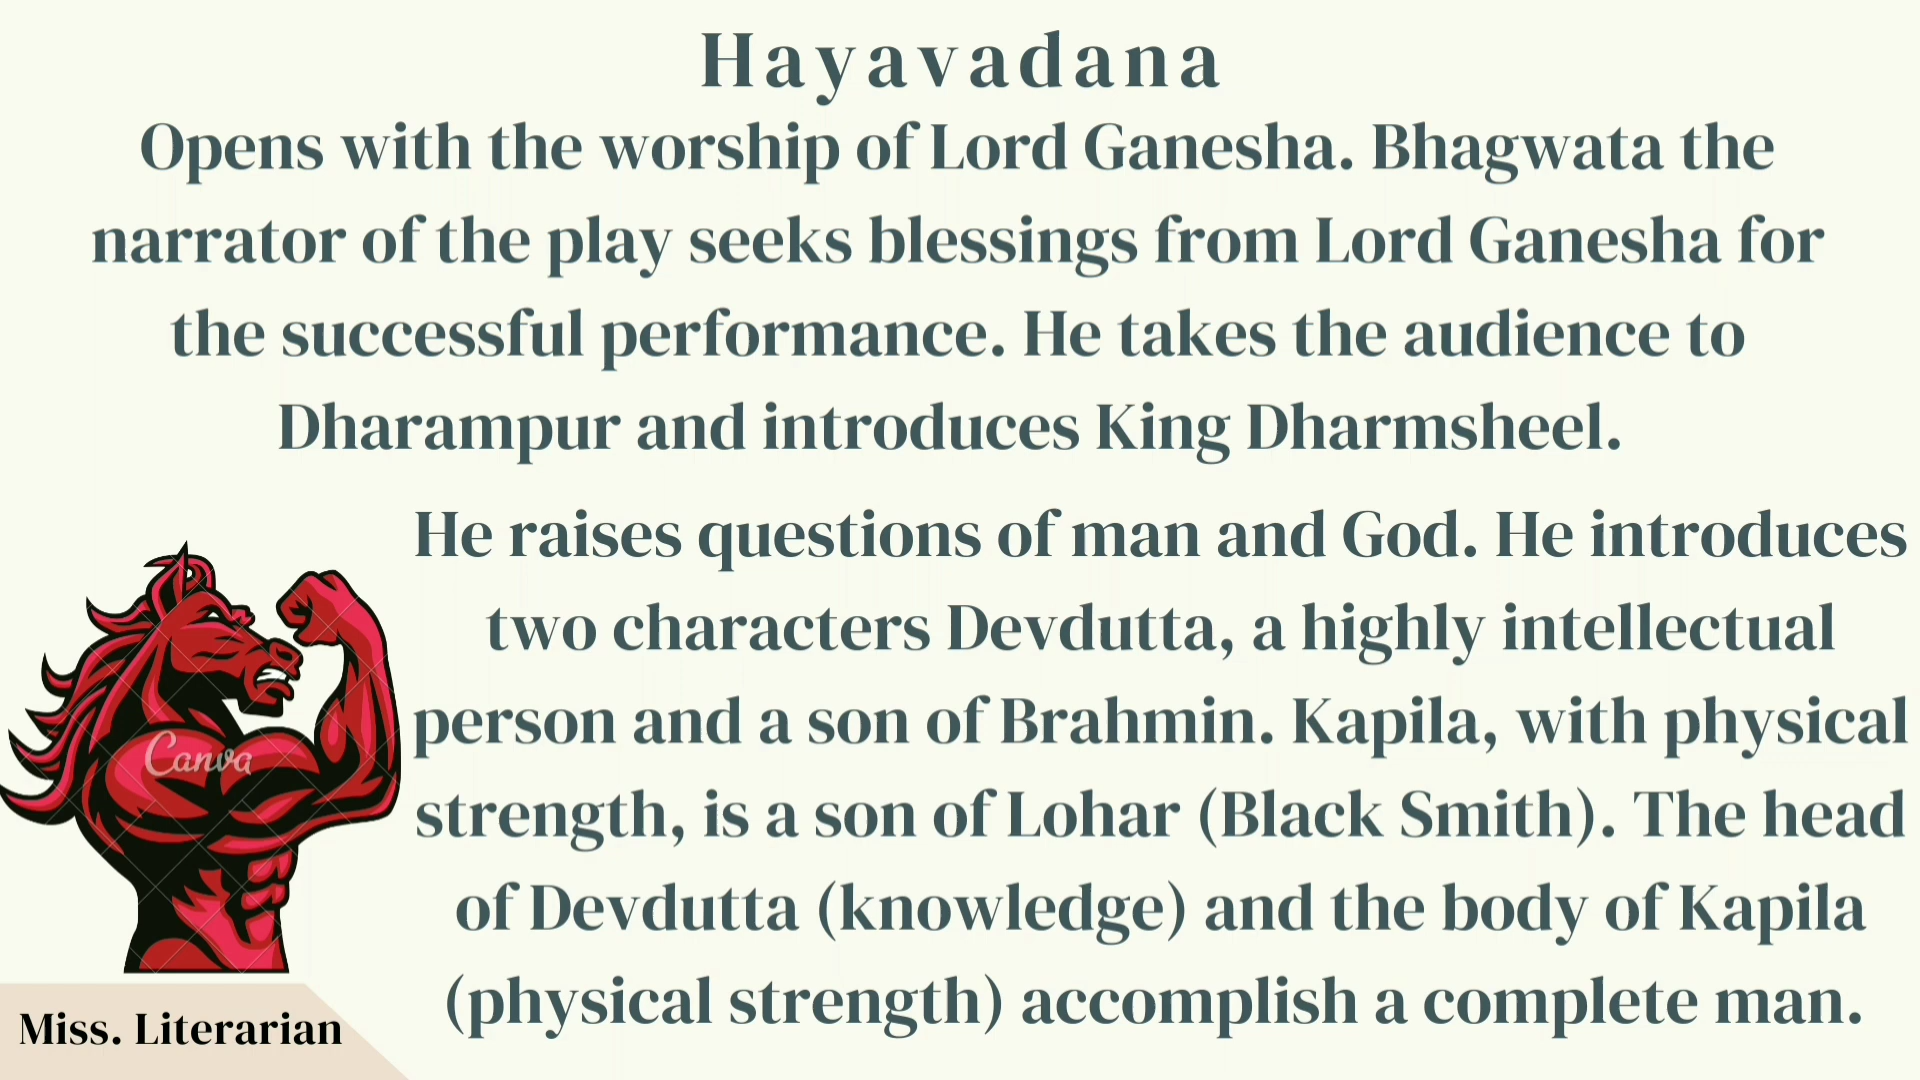 Hayavadana
Opens with the worship of Lord Ganesha. Bhagwata the
narrator of the play seeks blessings from Lord Ganesha for
the successful performance. He takes the audience to
Dharampur and introduces King Dharmsheel.
He raises questions of man and God. He introduces
two characters Devdutta, a highly intellectual
person and a son of Brahmin. Kapila, with physical
strength, is a son of Lohar (Black Smith). The head
of Devdutta (knowledge) and the body of Kapila
(physical strength) accomplish a complete man.
Canva
Miss. Literarian